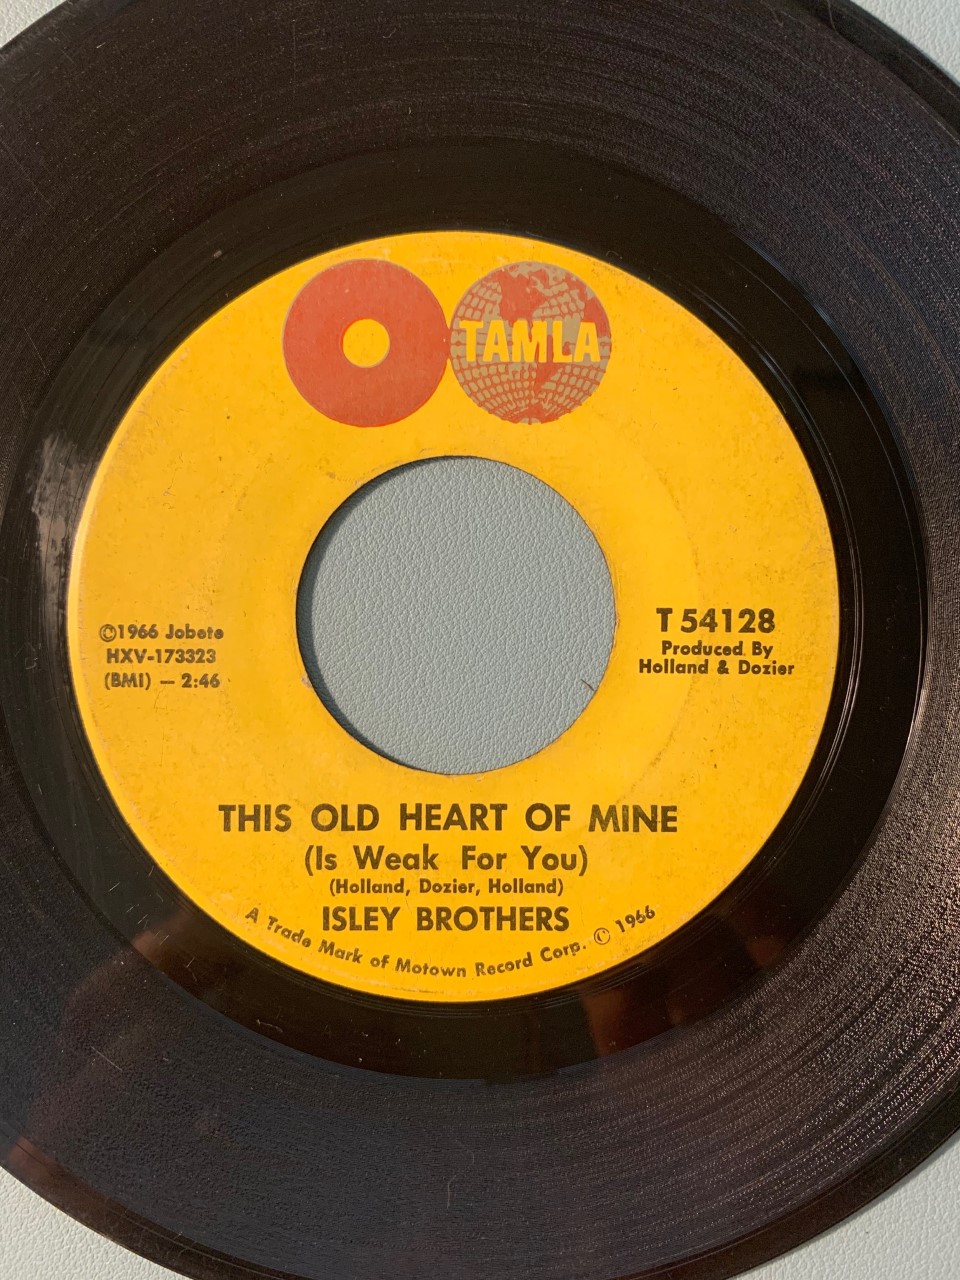 TAMLA
©1966 Jobete
HXV-173323
(BMI) — 2:46
T 54128
Produced By
Holland & Dozier
THIS OLD HEART OF MINE
(Is Weak For You)
(Holland, Dozier, Holland)
ISLEY BROTHERS
A Trade Mark of Motown Record Corp. © 1966